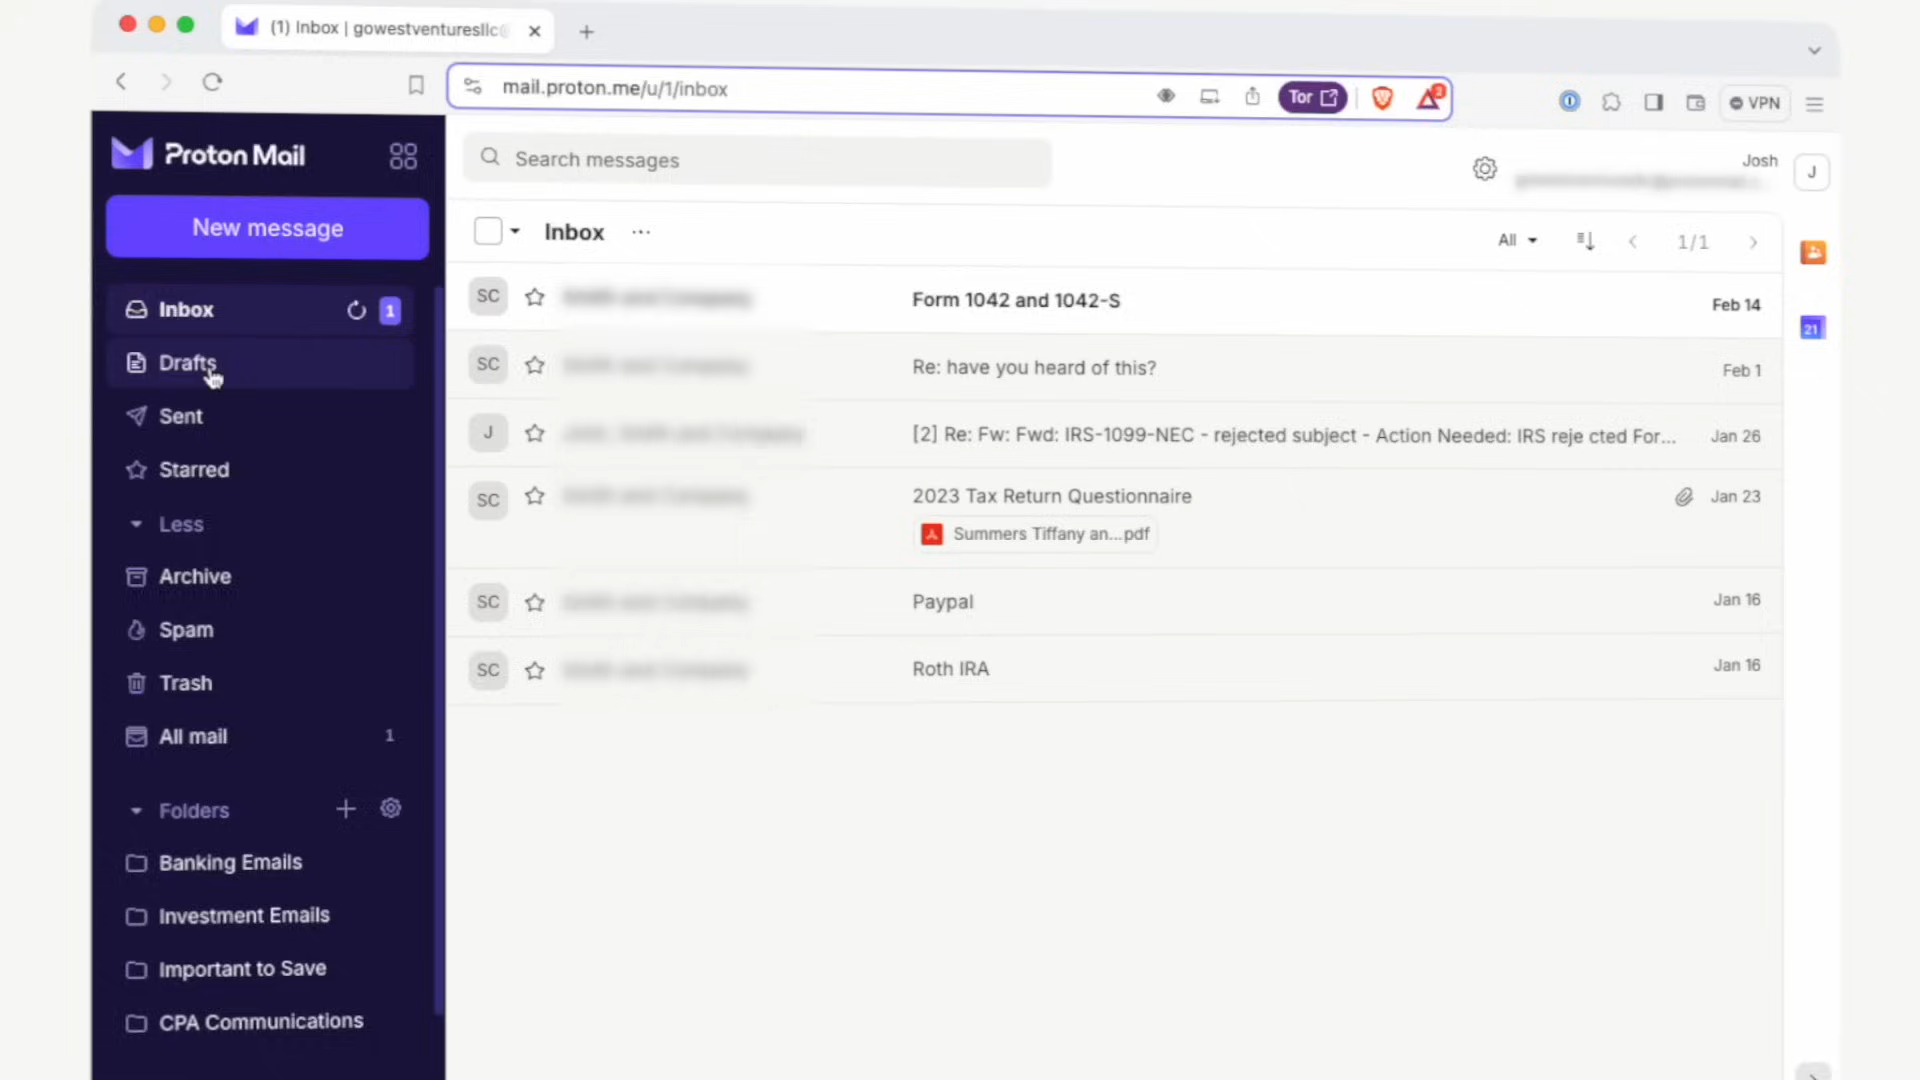 (1) Inbox | gowestventuresllc@
mail.proton.me/u/1/inbox
Tor
2
VPN
Proton Mail
Search messages
Josh
J
New message
Inbox ...
All
1/1
Inbox 1
Drafts
Sent
Starred
Less
Archive
Spam
Trash
All mail 1
Folders
Banking Emails
Investment Emails
Important to Save
CPA Communications
SC Form 1042 and 1042-S Feb 14
SC Re: have you heard of this? Feb 1
J [2] Re: Fw: Fwd: IRS-1099-NEC - rejected subject - Action Needed: IRS reje cted For... Jan 26
SC 2023 Tax Return Questionnaire Jan 23
Summers Tiffany an...pdf
SC Paypal Jan 16
SC Roth IRA Jan 16
21